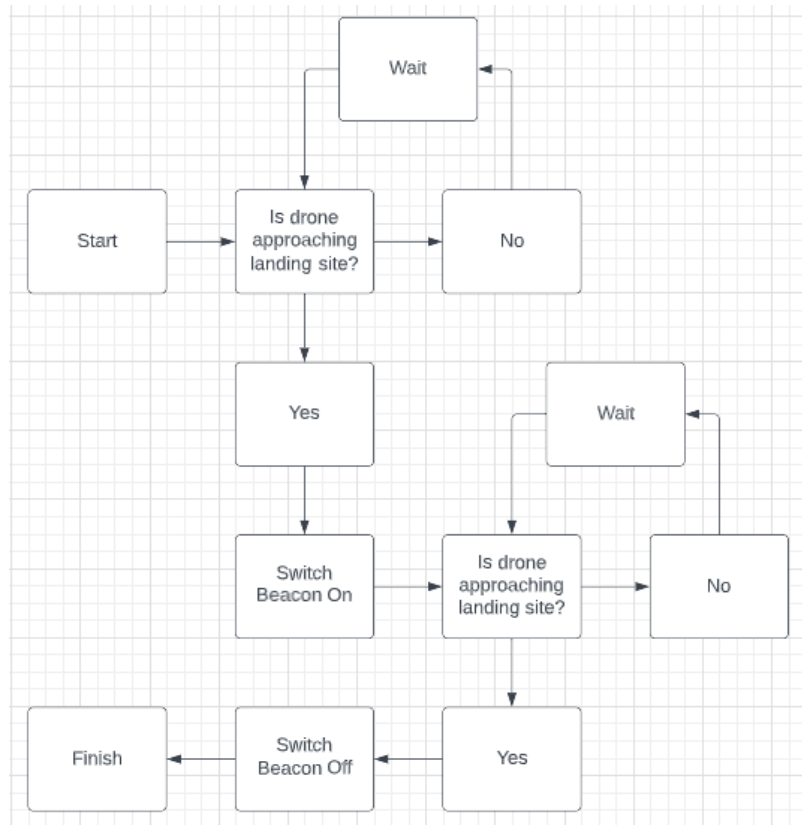 Wait
Start
Is drone
approaching
landing site?
No
Yes
Wait
Switch
Beacon On
Is drone
approaching
landing site?
No
Finish
Switch
Beacon Off
Yes